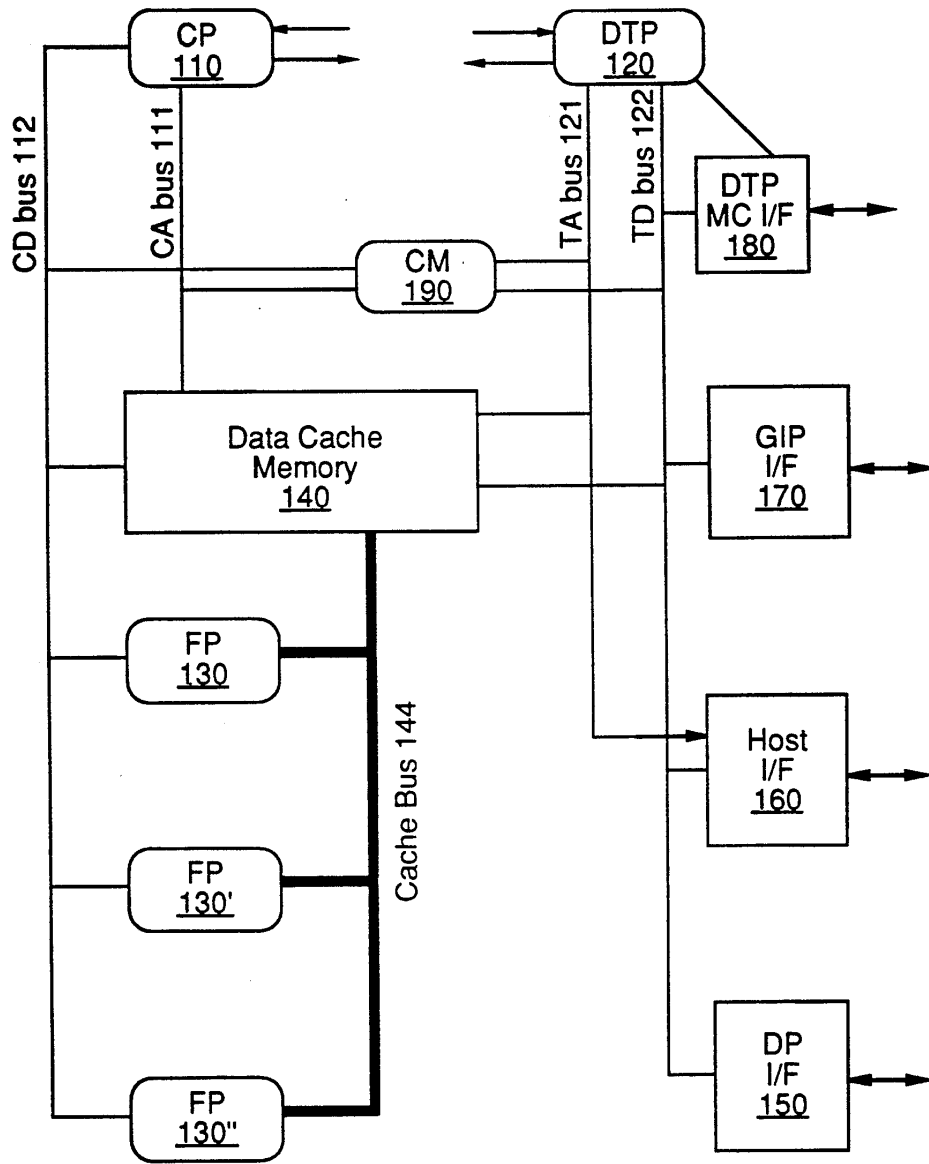 CP
110
DTP
120
CD bus 112
CA bus 111
TA bus 121
TD bus 122
DTP
MC I/F
180
CM
190
Data Cache
Memory
140
GIP
I/F
170
FP
130
Cache Bus 144
Host
I/F
160
FP
130'
FP
130"
DP
I/F
150